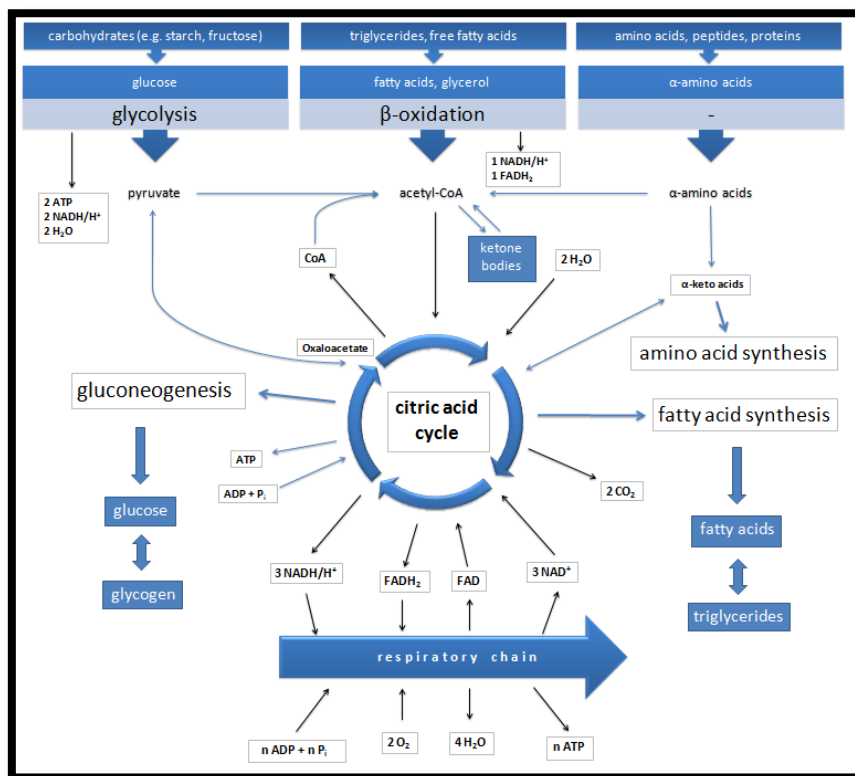 carbohydrates (e.g. starch, fructose)
triglycerides, free fatty acids
amino acids, peptides, proteins
glucose
fatty acids, glycerol
α-amino acids
glycolysis
β-oxidation
-
1 NADH/H⁺
1 FADH₂
2 ATP
2 NADH/H⁺
2 H₂O
pyruvate
acetyl-CoA
α-amino acids
CoA
ketone
bodies
2 H₂O
α-keto acids
Oxaloacetate
amino acid synthesis
gluconeogenesis
citric acid
cycle
fatty acid synthesis
ATP
ADP + Pᵢ
2 CO₂
glucose
fatty acids
3 NADH/H⁺
FADH₂
FAD
3 NAD⁺
glycogen
triglycerides
respiratory chain
n ADP + n Pᵢ
2 O₂
4 H₂O
n ATP